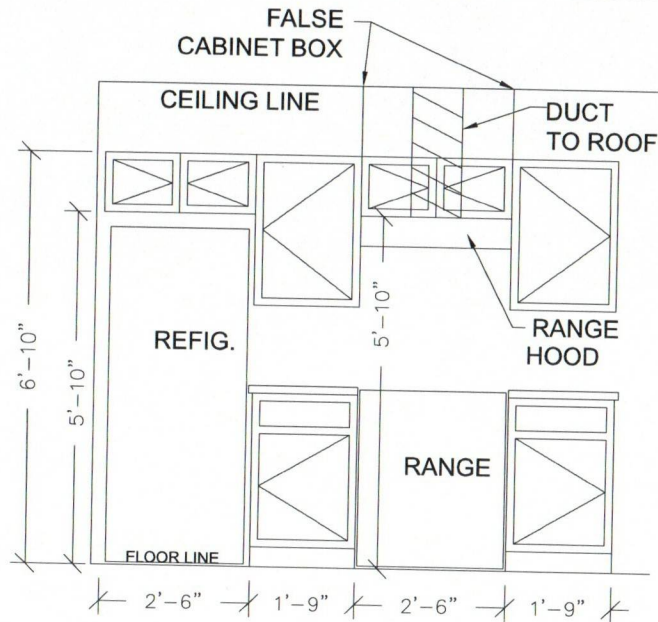 FALSE
CABINET BOX
CEILING LINE
DUCT
TO ROOF
6'-10"
5'-10"
REFIG.
5'-10"
RANGE
HOOD
RANGE
FLOOR LINE
2'-6"
1'-9"
2'-6"
1'-9"